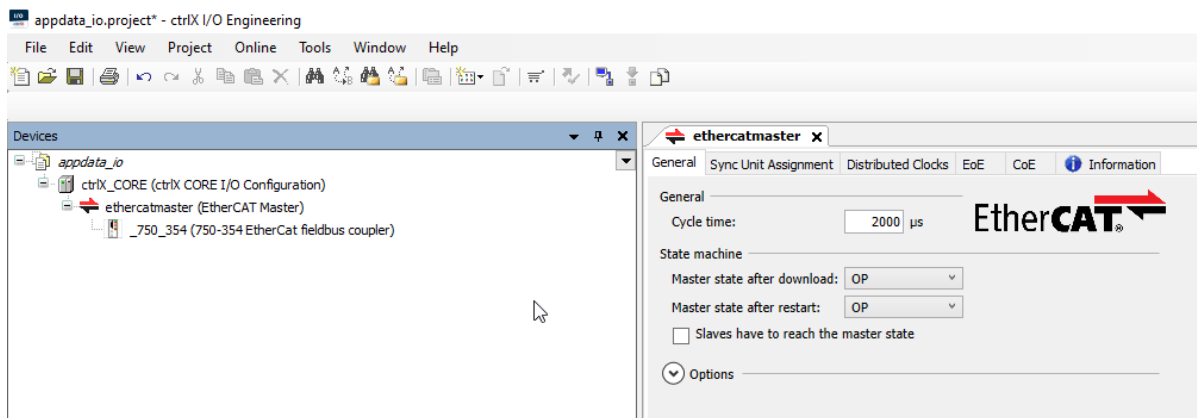 appdata_io.project* - ctrlX I/O Engineering
File Edit View Project Online Tools Window Help
Devices
appdata_io
ctrlX_CORE (ctrlX CORE I/O Configuration)
ethercatmaster (EtherCAT Master)
_750_354 (750-354 EtherCat fieldbus coupler)
ethercatmaster
General Sync Unit Assignment Distributed Clocks EoE CoE Information
General
Cycle time: 2000 µs
EtherCAT®
State machine
Master state after download: OP
Master state after restart: OP
Slaves have to reach the master state
Options